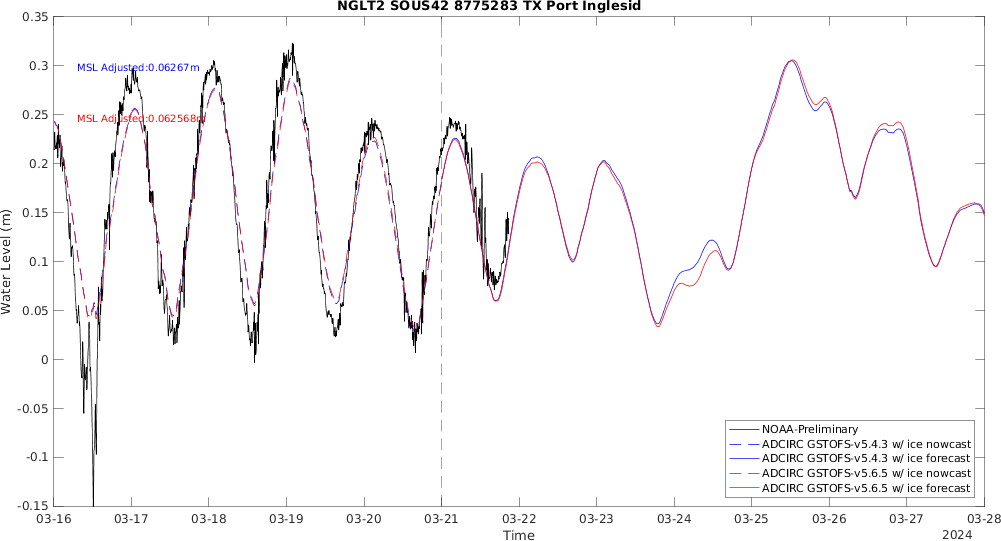 NGLT2 SOUS42 8775283 TX Port Inglesid
0.35
0.3
0.25
0.2
0.15
0.1
0.05
0
-0.05
-0.1
-0.15
Water Level (m)
MSL Adjusted:0.06267m
MSL Adjusted:0.062568m
NOAA-Preliminary
ADCIRC GSTOFS-v5.4.3 w/ ice nowcast
ADCIRC GSTOFS-v5.4.3 w/ ice forecast
ADCIRC GSTOFS-v5.6.5 w/ ice nowcast
ADCIRC GSTOFS-v5.6.5 w/ ice forecast
03-16 03-17 03-18 03-19 03-20 03-21 03-22 03-23 03-24 03-25 03-26 03-27 03-28
Time
2024